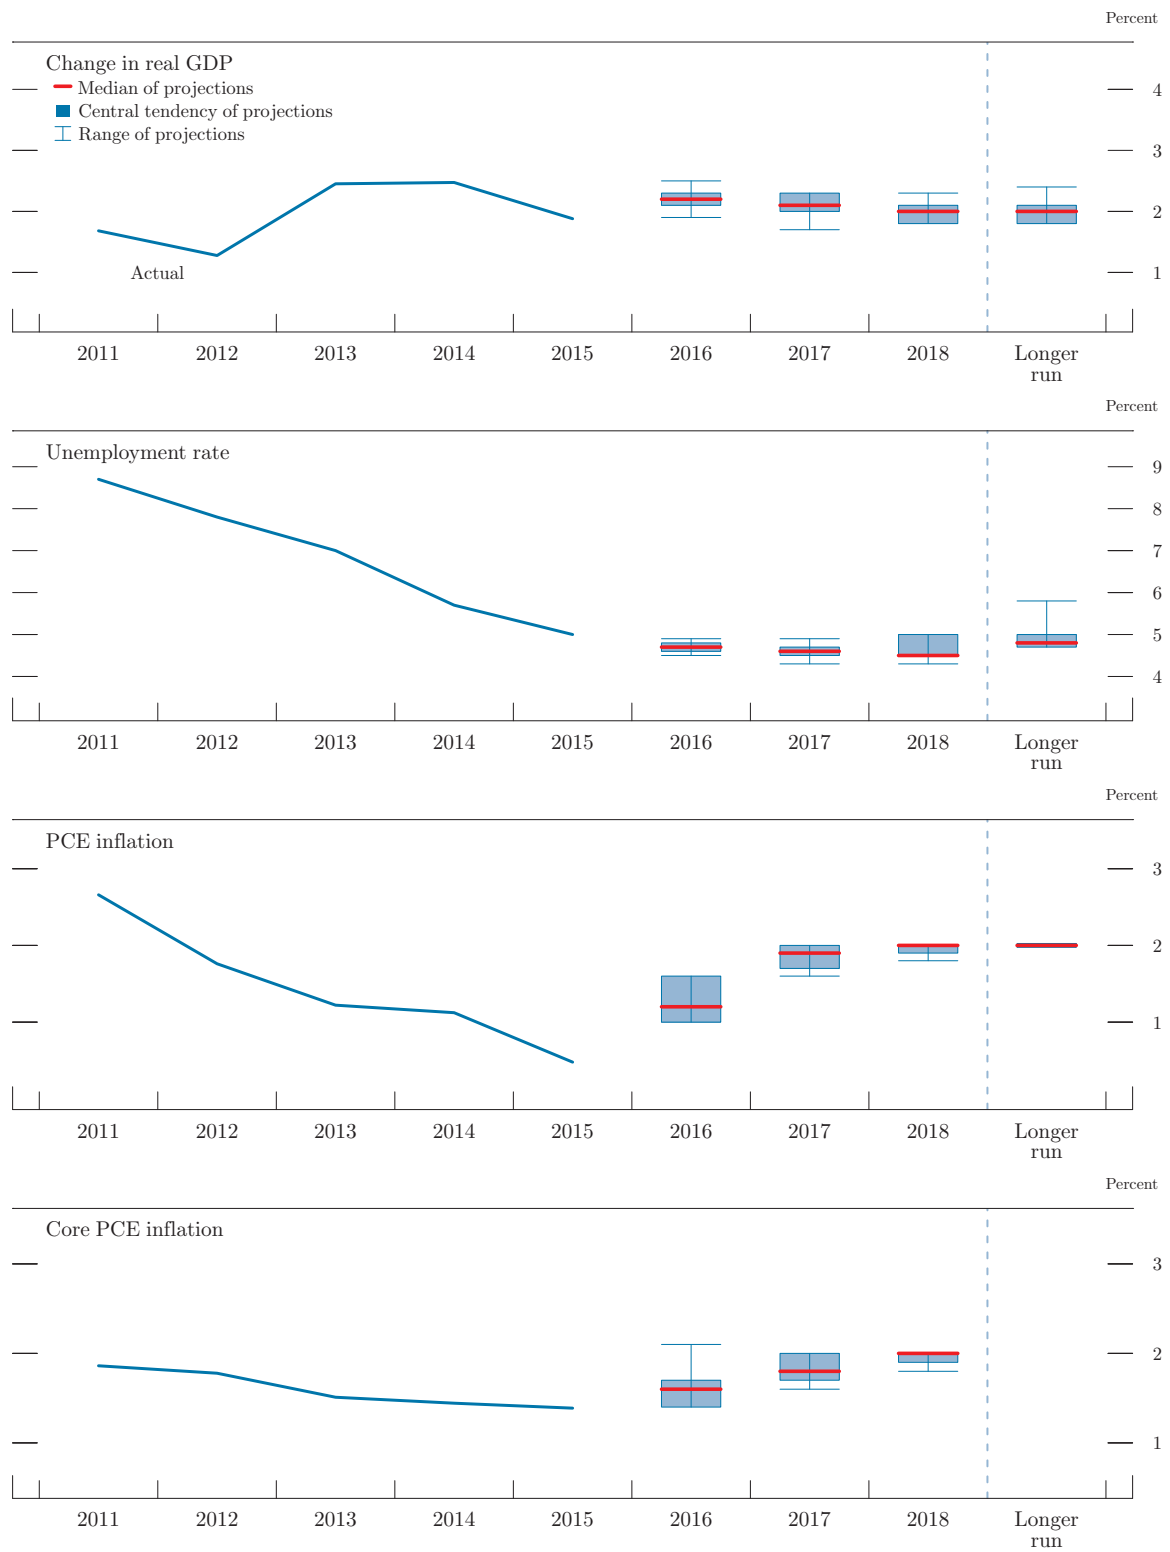 Percent
Change in real GDP
Median of projections
Central tendency of projections
Range of projections
Actual
4
3
2
1
2011 2012 2013 2014 2015 2016 2017 2018 Longer
run
Percent
Unemployment rate
9
8
7
6
5
4
2011 2012 2013 2014 2015 2016 2017 2018 Longer
run
Percent
PCE inflation
3
2
1
2011 2012 2013 2014 2015 2016 2017 2018 Longer
run
Percent
Core PCE inflation
3
2
1
2011 2012 2013 2014 2015 2016 2017 2018 Longer
run